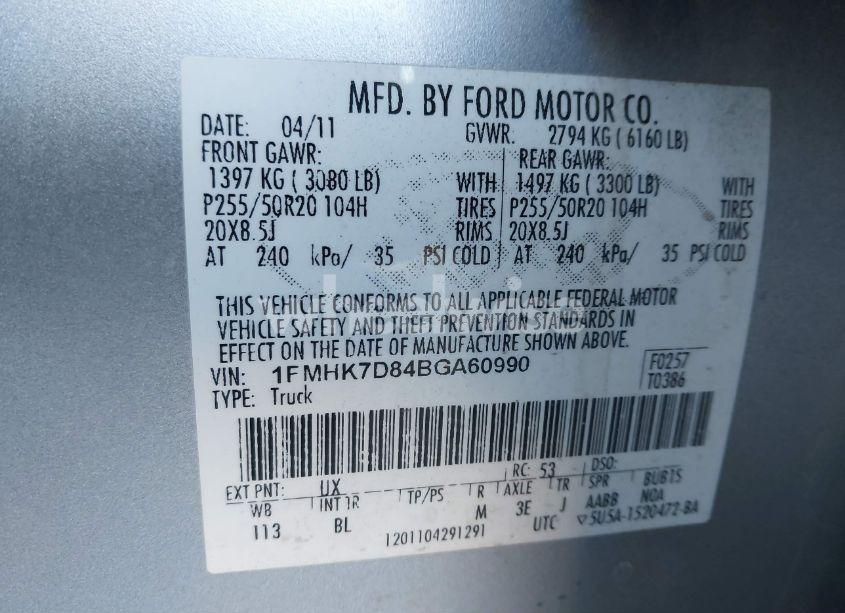 MFD. BY FORD MOTOR CO.
DATE: 04/11 GVWR. 2794 KG ( 6160 LB)
FRONT GAWR: REAR GAWR:
1397 KG ( 3080 LB) WITH 1497 KG ( 3300 LB) WITH
P255/50R20 104H TIRES P255/50R20 104H TIRES
20X8.5J RIMS 20X8.5J RIMS
AT 240 kPa/ 35 PSI COLD AT 240 kPa/ 35 PSI COLD
THIS VEHICLE CONFORMS TO ALL APPLICABLE FEDERAL MOTOR
VEHICLE SAFETY AND THEFT PREVENTION STANDARDS IN
EFFECT ON THE DATE OF MANUFACTURE SHOWN ABOVE.
VIN: 1FMHK7D84BGA60990 F0257
TYPE: Truck T0386
RC: 53 DSO:
EXT PNT: UX
WB INT TR TP/PS R AXLE TR SPR BUBTS
113 BL M 3E J AABB NOA
1201104291291 UTC ▽5U5A-1520472-BA